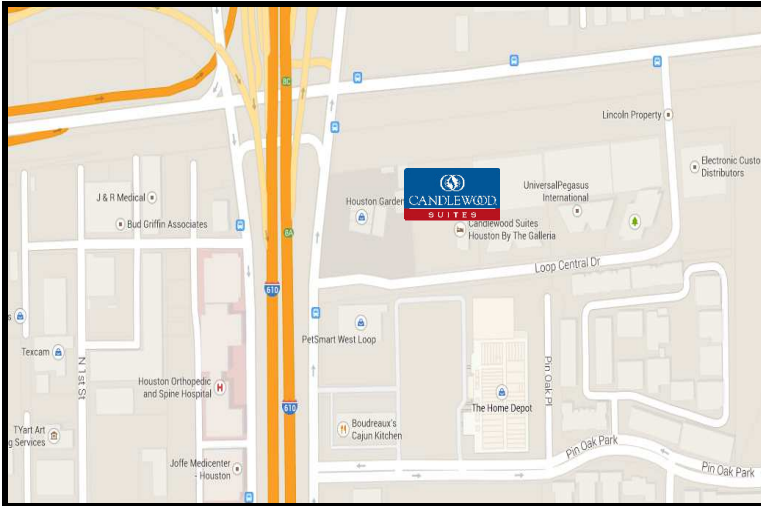 8C
Lincoln Property
Electronic Custo
Distributors
J & R Medical
Houston Garden
CANDLEWOOD
SUITES
UniversalPegasus
International
Bud Griffin Associates
8A
Candlewood Suites
Houston By The Galleria
Loop Central Dr
610
s
PetSmart West Loop
Texcam
N 1st St
Pin Oak Pl
Houston Orthopedic
and Spine Hospital
H
610
The Home Depot
TYart Art
g Services
Boudreaux's
Cajun Kitchen
Joffe Medicenter
- Houston
Pin Oak Park
Pin Oak Park